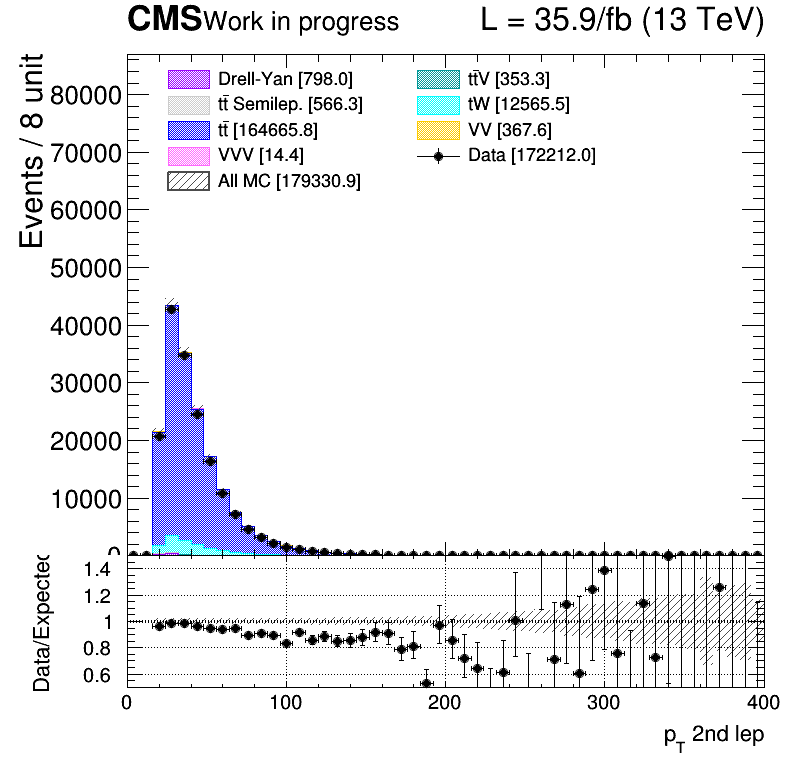 CMS Work in progress L = 35.9/fb (13 TeV)
Events / 8 unit
80000
70000
60000
50000
40000
30000
20000
10000
0
Drell-Yan [798.0]
tt̄ Semilep. [566.3]
tt̄ [164665.8]
VVV [14.4]
All MC [179330.9]
tt̄V [353.3]
tW [12565.5]
VV [367.6]
Data [172212.0]
Data/Expected
1.4
1.2
1
0.8
0.6
0 100 200 300 400
p_T 2nd lep